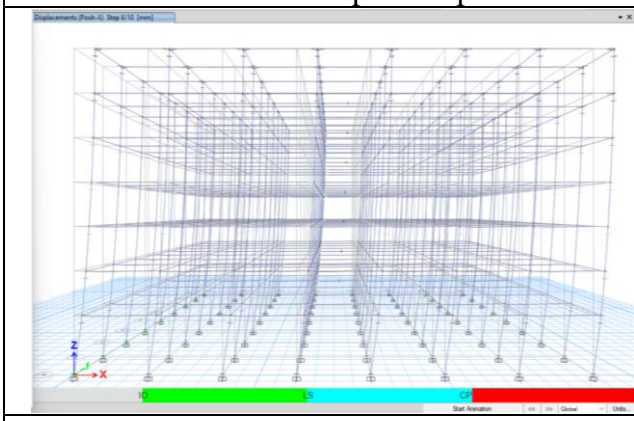 Displacements (Push-X) Step 6/10 [mm]
Z
Y
X
IO
LS
CP
Start Animation << >> Global Units...